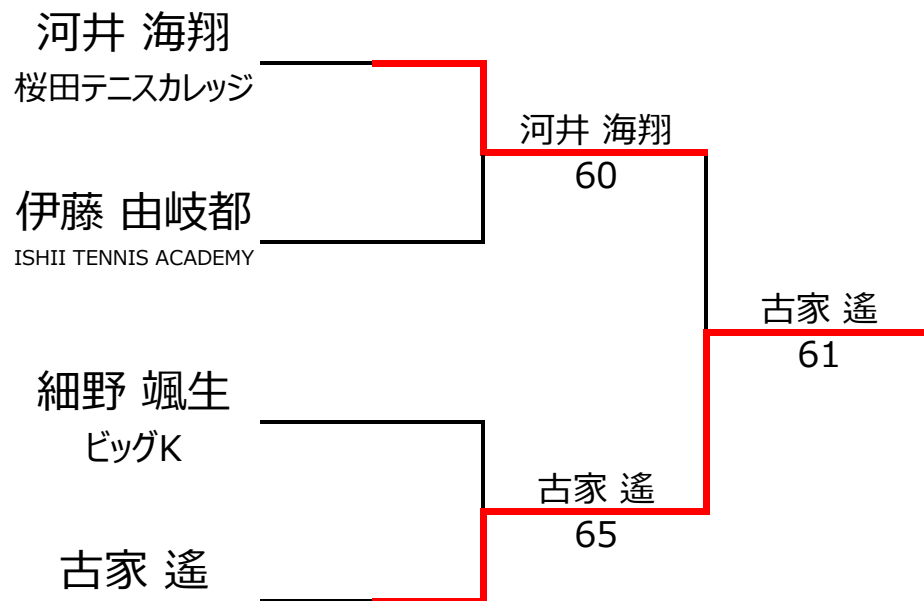 河井 海翔
桜田テニスカレッジ
河井 海翔
60
伊藤 由岐都
ISHII TENNIS ACADEMY
古家 遙
61
細野 颯生
ビッグK
古家 遙
65
古家 遙